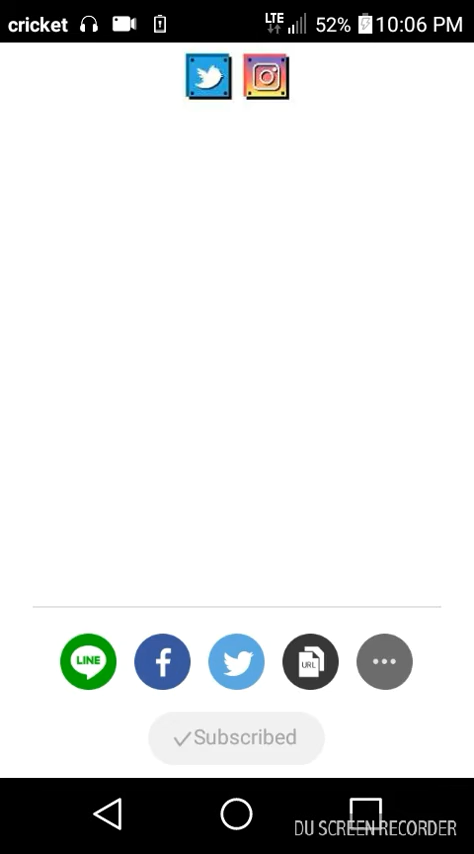 cricket LTE 52% 10:06 PM
LINE
URL
Subscribed
DU SCREEN RECORDER